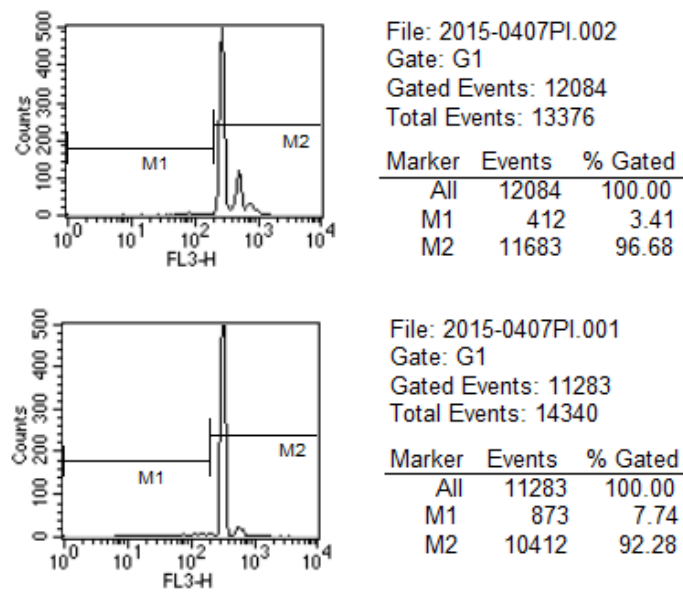 500
400
300
200
100
0
Counts
M1
M2
10^0 10^1 10^2 10^3 10^4
FL3-H
File: 2015-0407PI.002
Gate: G1
Gated Events: 12084
Total Events: 13376
Marker Events % Gated
All 12084 100.00
M1 412 3.41
M2 11683 96.68
500
400
300
200
100
0
Counts
M1
M2
10^0 10^1 10^2 10^3 10^4
FL3-H
File: 2015-0407PI.001
Gate: G1
Gated Events: 11283
Total Events: 14340
Marker Events % Gated
All 11283 100.00
M1 873 7.74
M2 10412 92.28